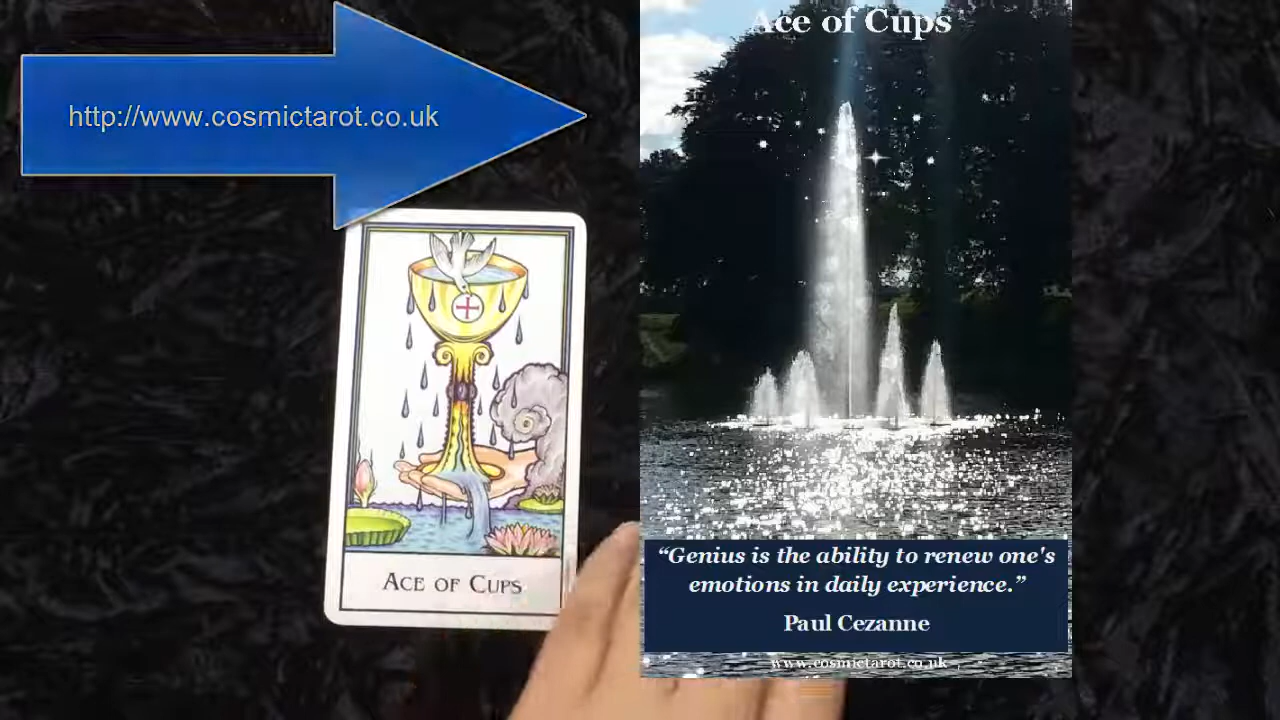 http://www.cosmictarot.co.uk
Ace of Cups
ACE OF CUPS
“Genius is the ability to renew one's
emotions in daily experience.”
Paul Cezanne
www.cosmictarot.co.uk